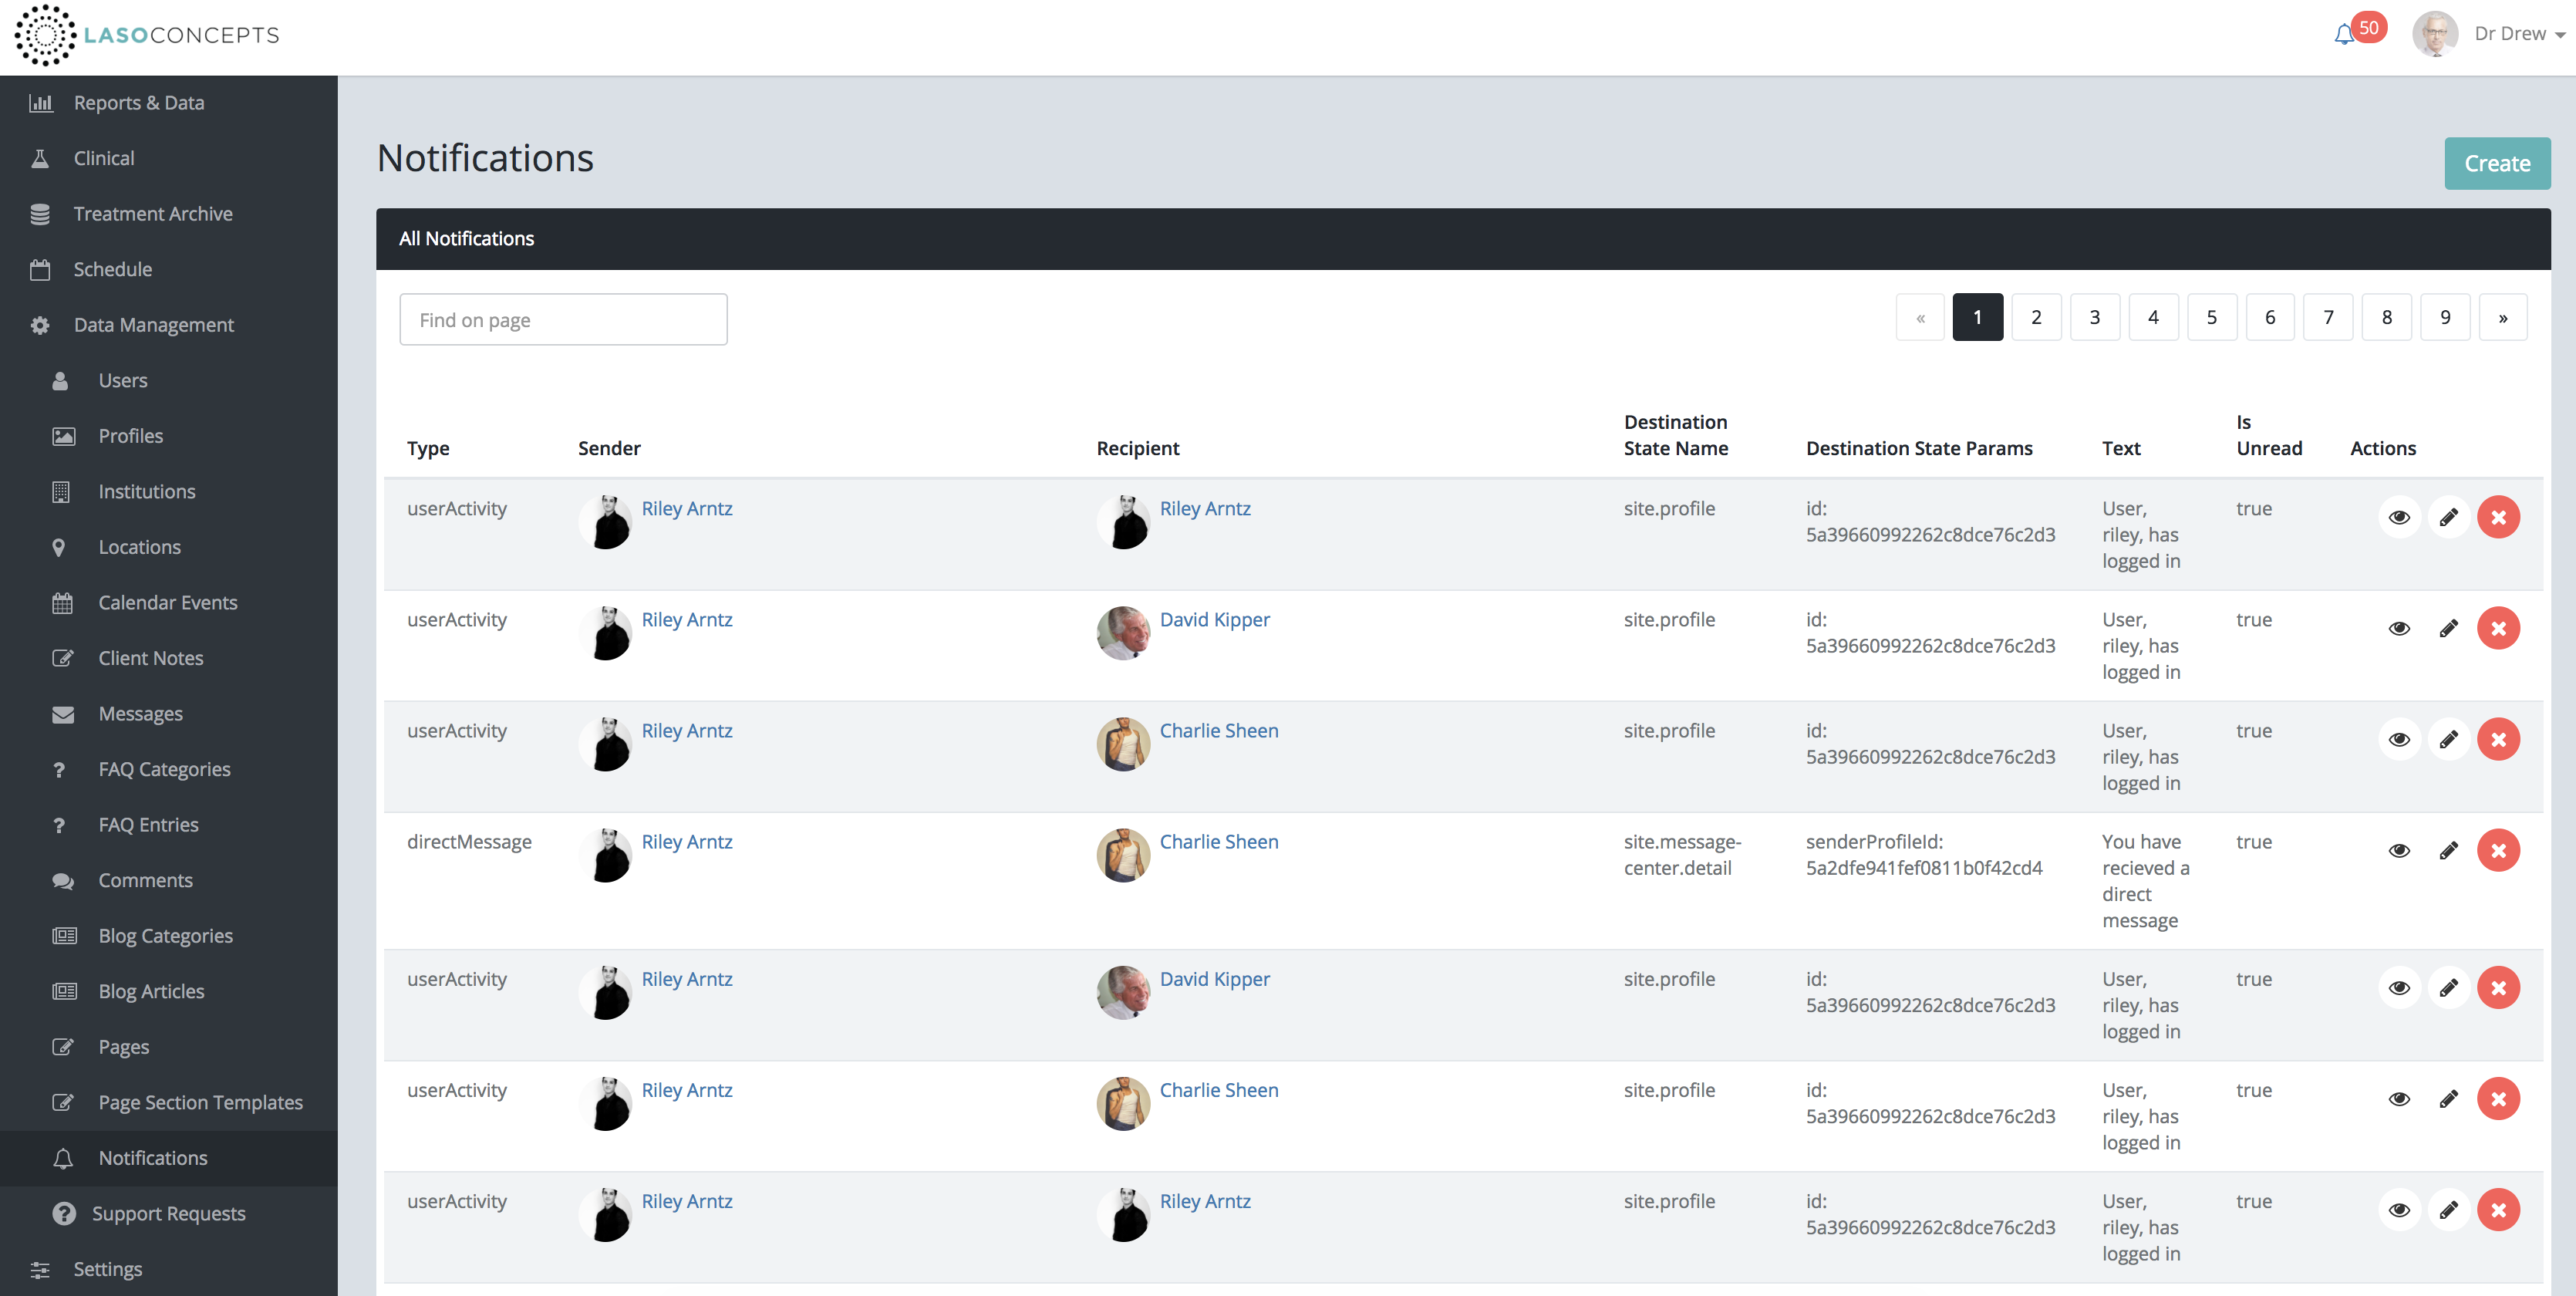 LASOCONCEPTS
50
Dr Drew
Reports & Data
Clinical
Treatment Archive
Schedule
Data Management
Users
Profiles
Institutions
Locations
Calendar Events
Client Notes
Messages
FAQ Categories
FAQ Entries
Comments
Blog Categories
Blog Articles
Pages
Page Section Templates
Notifications
Support Requests
Settings
Notifications
Create
All Notifications
Find on page
« 1 2 3 4 5 6 7 8 9 »
Type Sender Recipient Destination State Name Destination State Params Text Is Unread Actions
userActivity Riley Arntz Riley Arntz site.profile id: User, true
5a39660992262c8dce76c2d3 riley, has
logged in
userActivity Riley Arntz David Kipper site.profile id: User, true
5a39660992262c8dce76c2d3 riley, has
logged in
userActivity Riley Arntz Charlie Sheen site.profile id: User, true
5a39660992262c8dce76c2d3 riley, has
logged in
directMessage Riley Arntz Charlie Sheen site.message- senderProfileId: You have true
center.detail 5a2dfe941fef0811b0f42cd4 recieved a
direct
message
userActivity Riley Arntz David Kipper site.profile id: User, true
5a39660992262c8dce76c2d3 riley, has
logged in
userActivity Riley Arntz Charlie Sheen site.profile id: User, true
5a39660992262c8dce76c2d3 riley, has
logged in
userActivity Riley Arntz Riley Arntz site.profile id: User, true
5a39660992262c8dce76c2d3 riley, has
logged in